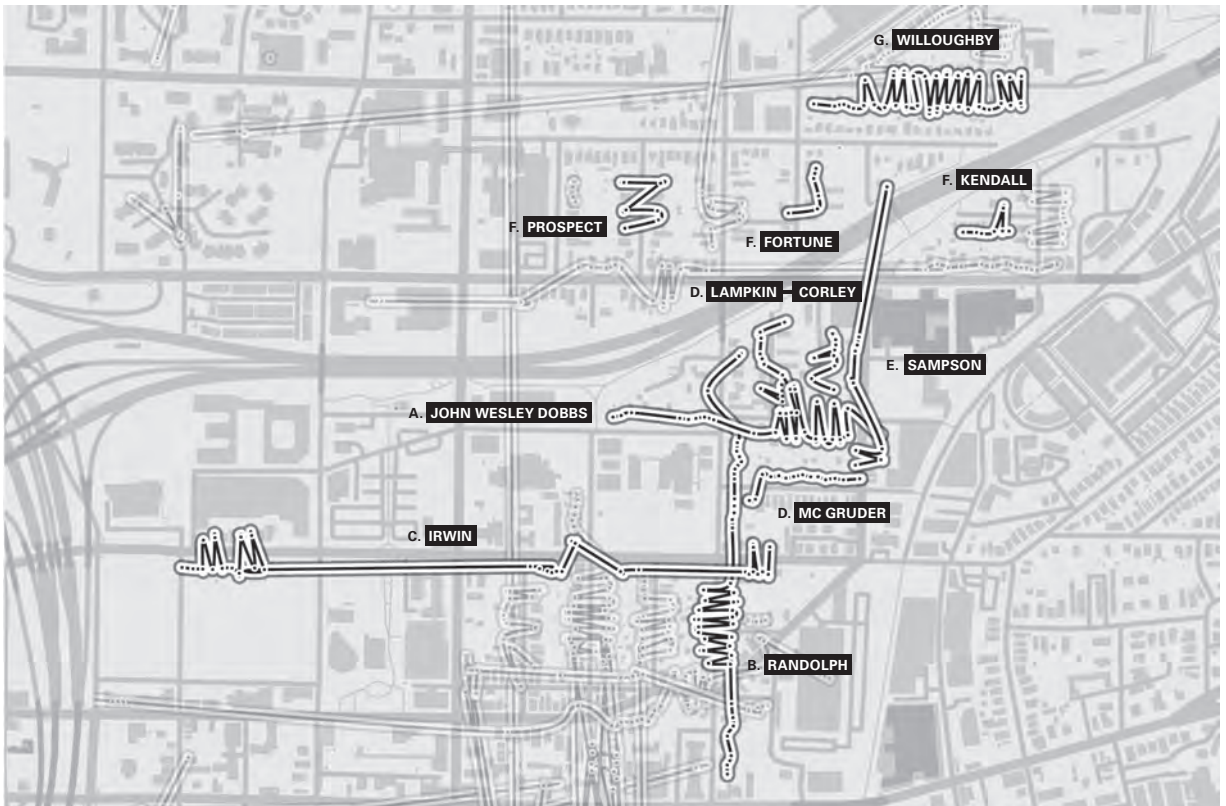 G. WILLOUGHBY
F. KENDALL
F. PROSPECT
F. FORTUNE
D. LAMPKIN – CORLEY
E. SAMPSON
A. JOHN WESLEY DOBBS
D. MC GRUDER
C. IRWIN
B. RANDOLPH